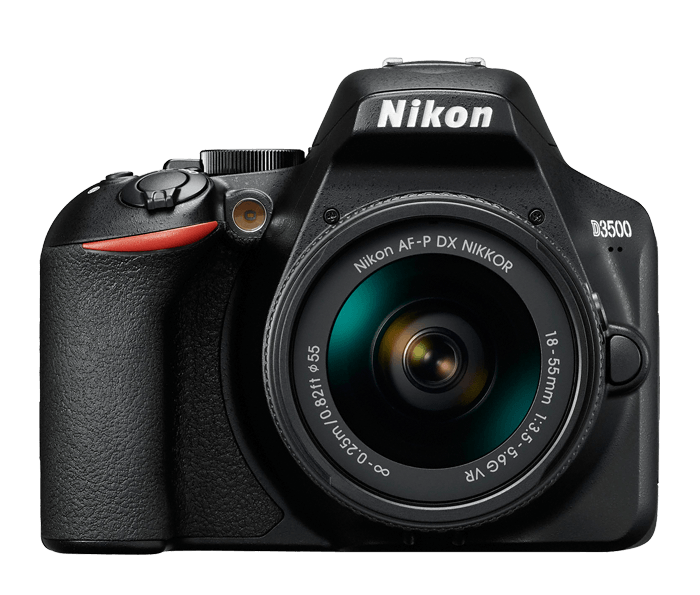 Nikon
D3500
Nikon AF-P DX NIKKOR
18-55mm 1:3.5-5.6G VR
∞-0.25m/0.82ft ø55